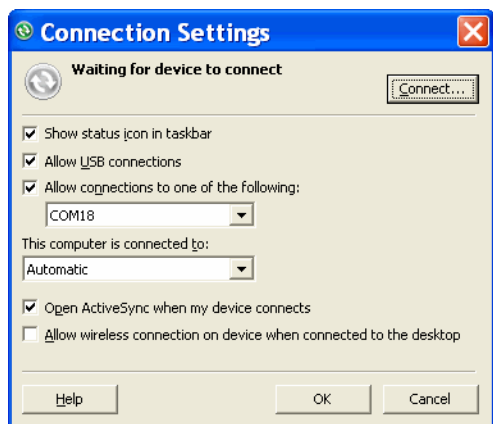 Connection Settings
Waiting for device to connect
Connect...
Show status icon in taskbar
Allow USB connections
Allow connections to one of the following:
COM18
This computer is connected to:
Automatic
Open ActiveSync when my device connects
Allow wireless connection on device when connected to the desktop
Help OK Cancel